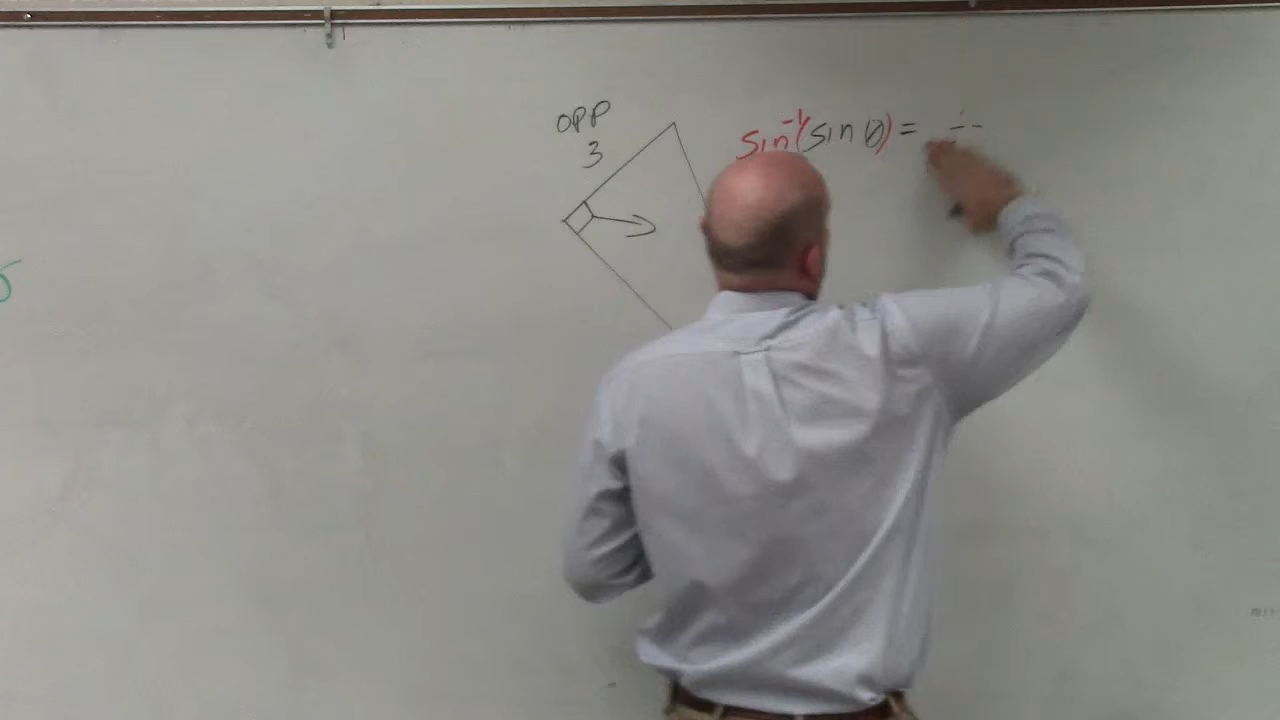 OPP
3
sin⁻¹(sin θ) =